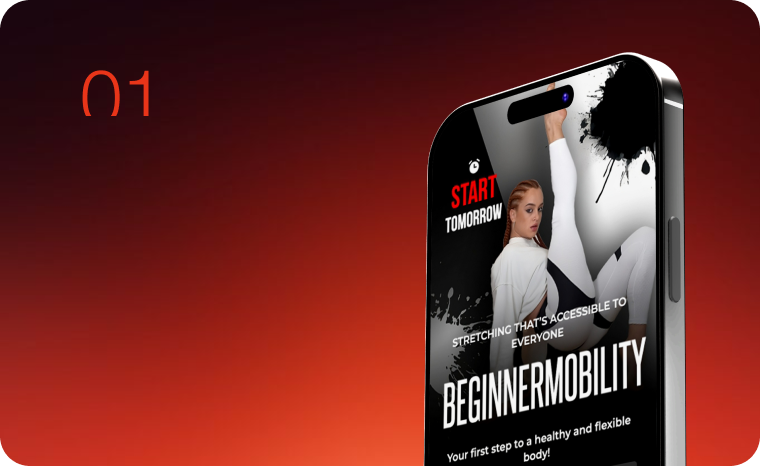 01
START
TOMORROW
STRETCHING THAT'S ACCESSIBLE TO
EVERYONE
BEGINNERMOBILITY
Your first step to a healthy and flexible
body!